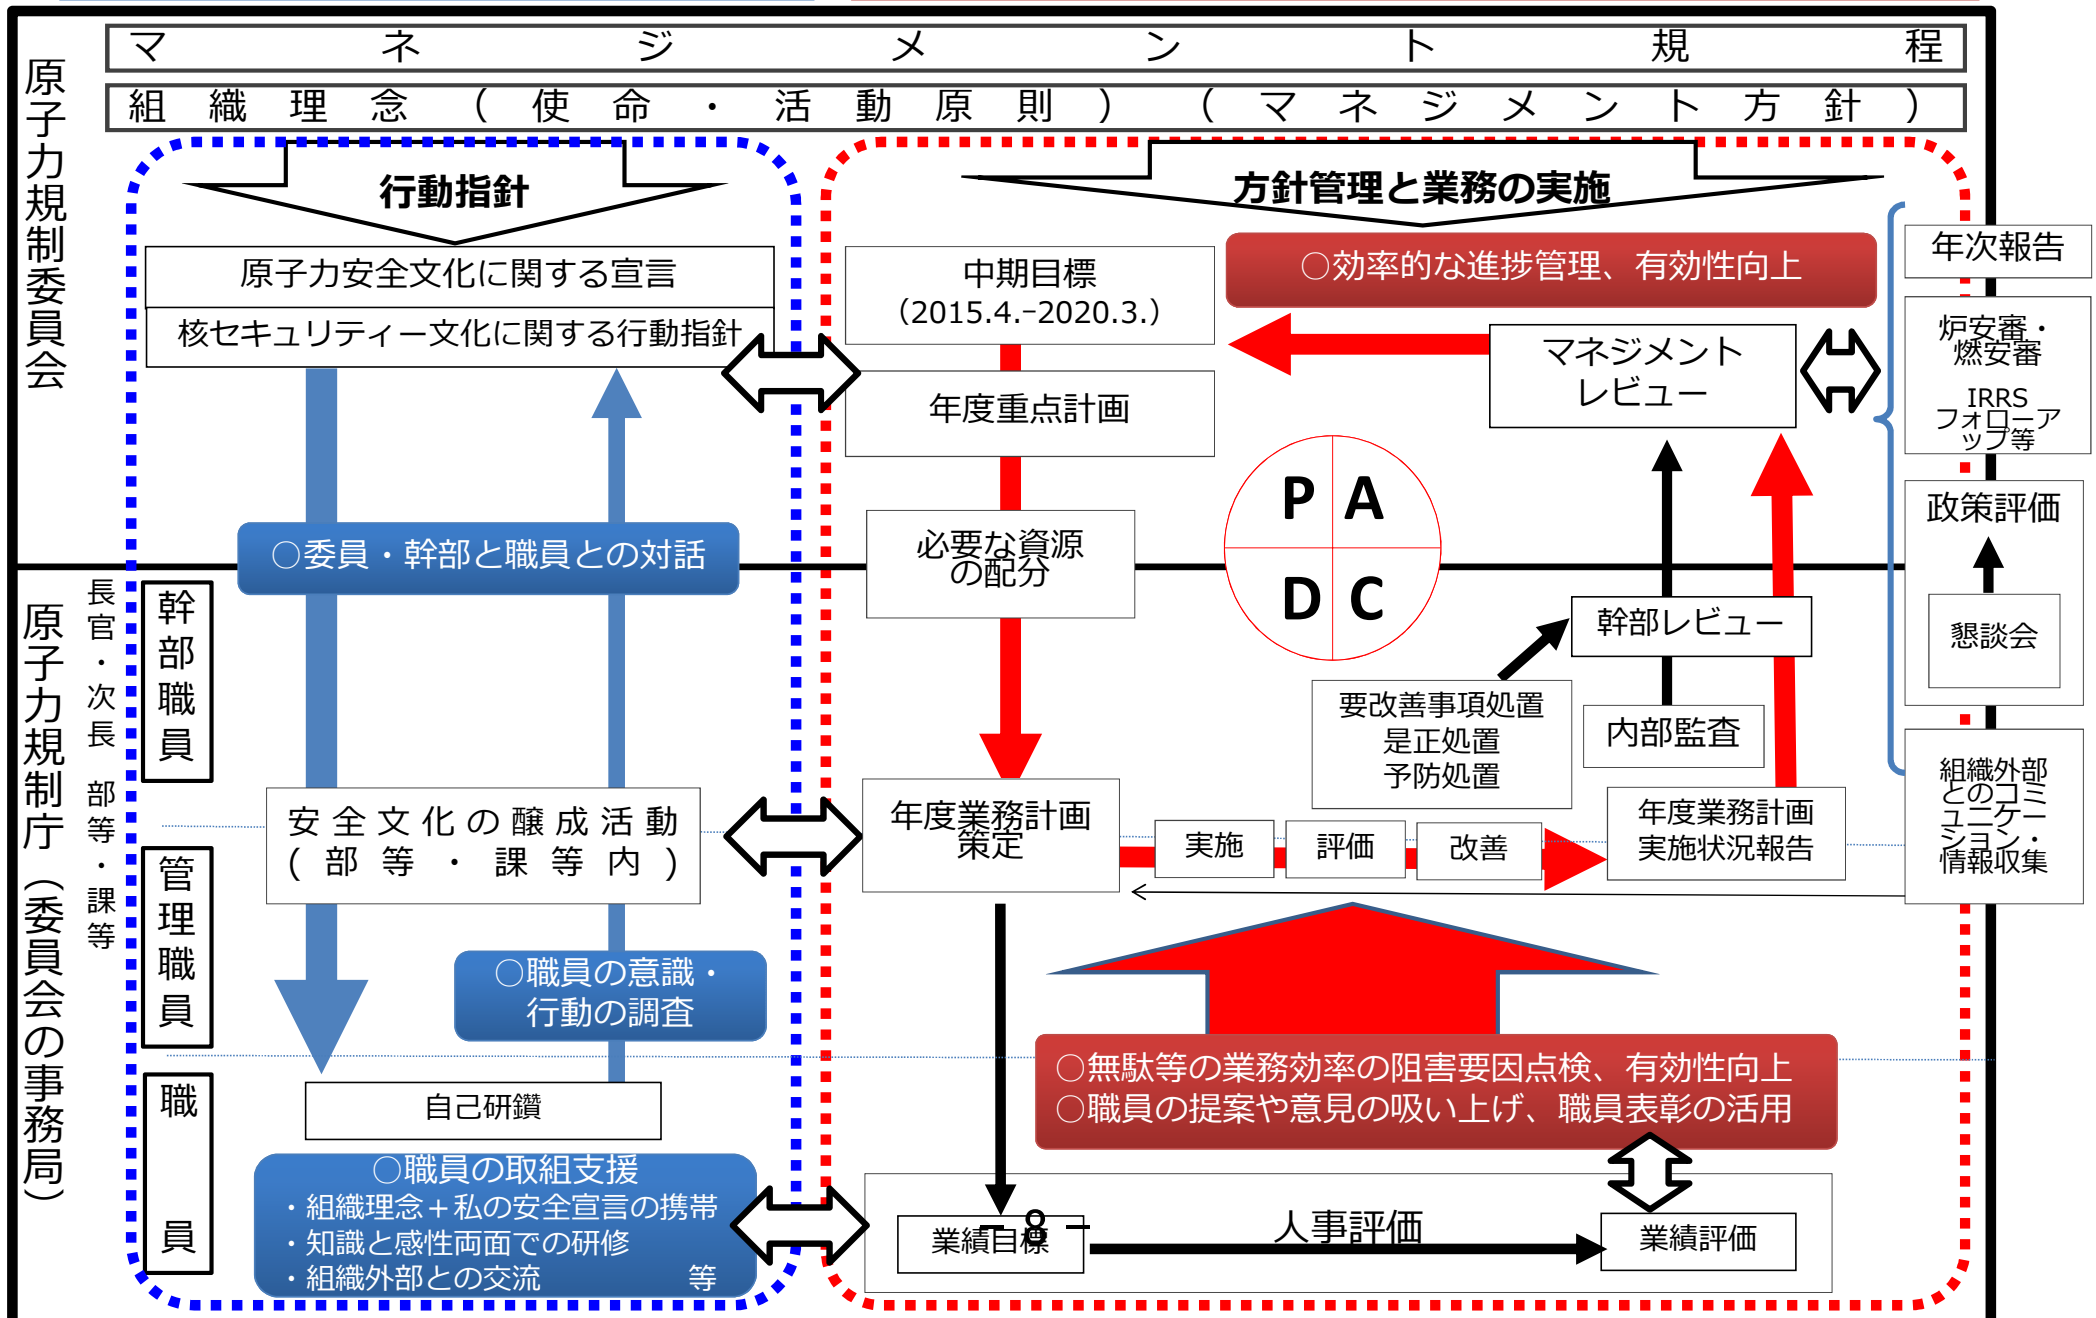 マネジメント規程
組織理念（使命・活動原則）（マネジメント方針）
原子力規制委員会
行動指針
原子力安全文化に関する宣言
核セキュリティー文化に関する行動指針
○委員・幹部と職員との対話
方針管理と業務の実施
中期目標
（2015.4.-2020.3.）
○効率的な進捗管理、有効性向上
年度重点計画
マネジメント
レビュー
必要な資源
の配分
P
A
D
C
年次報告
炉安審・
燃安審
IRRS
フォローア
ップ等
政策評価
懇談会
原子力規制庁（委員会の事務局）
長官・次長
部等・課等
幹部職員
管理職員
職員
安全文化の醸成活動
(部等・課等内)
○職員の意識・
行動の調査
自己研鑽
○職員の取組支援
・組織理念＋私の安全宣言の携帯
・知識と感性両面での研修
・組織外部との交流　等
幹部レビュー
要改善事項処置
是正処置
予防処置
内部監査
年度業務計画
策定
実施
評価
改善
年度業務計画
実施状況報告
組織外部
とのコミ
ュニケー
ション・
情報収集
○無駄等の業務効率の阻害要因点検、有効性向上
○職員の提案や意見の吸い上げ、職員表彰の活用
人事評価
業績目標
業績評価
- 8 -